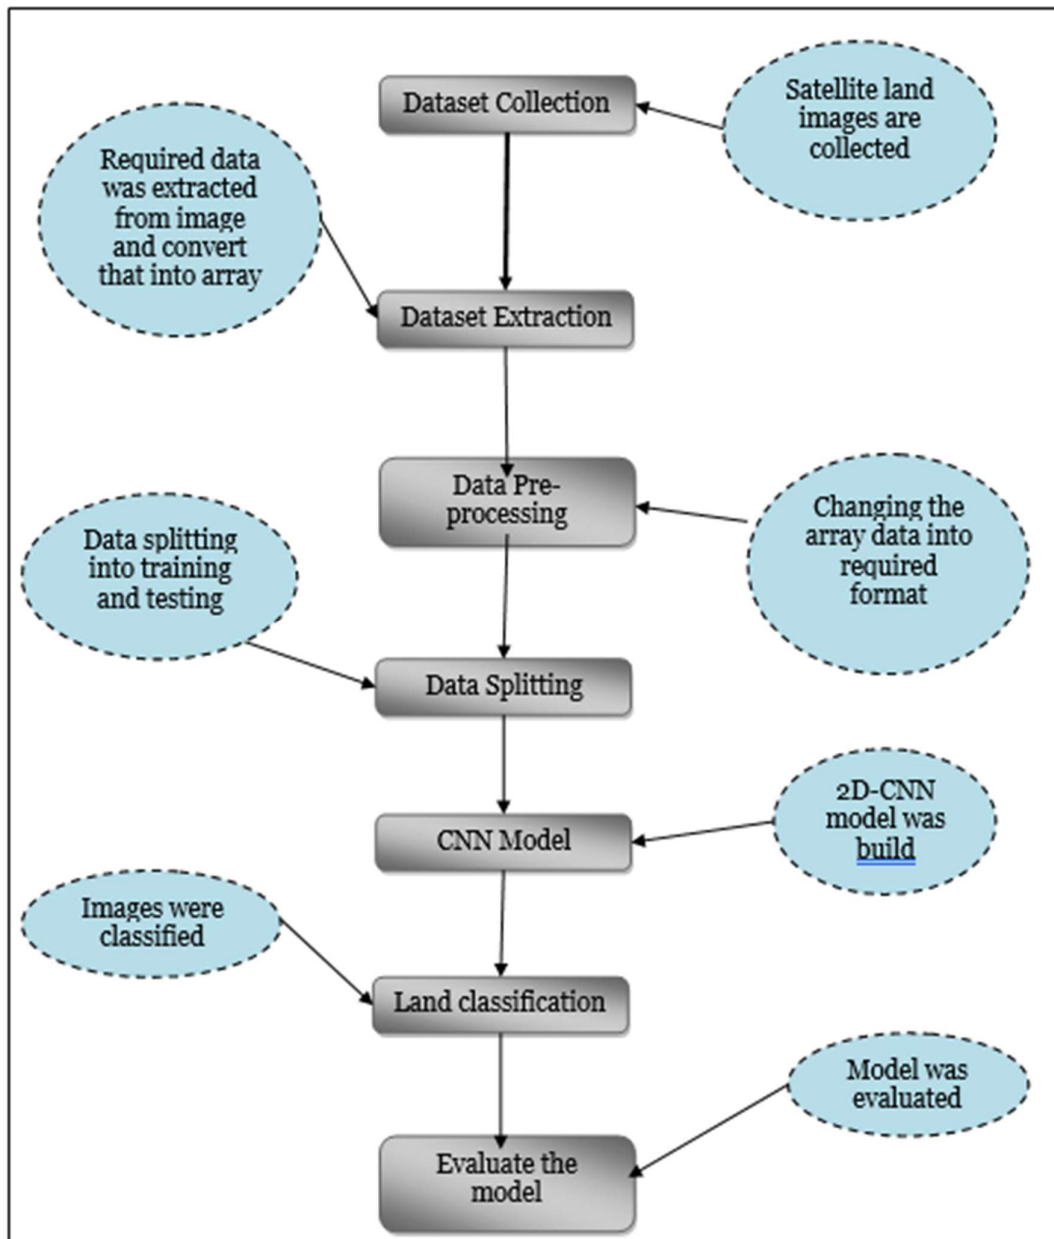 Dataset Collection
Satellite land
images are
collected
Required data
was extracted
from image
and convert
that into array
Dataset Extraction
Data Pre-
processing
Changing the
array data into
required
format
Data splitting
into training
and testing
Data Splitting
2D-CNN
model was
build
CNN Model
Images were
classified
Land classification
Model was
evaluated
Evaluate the
model